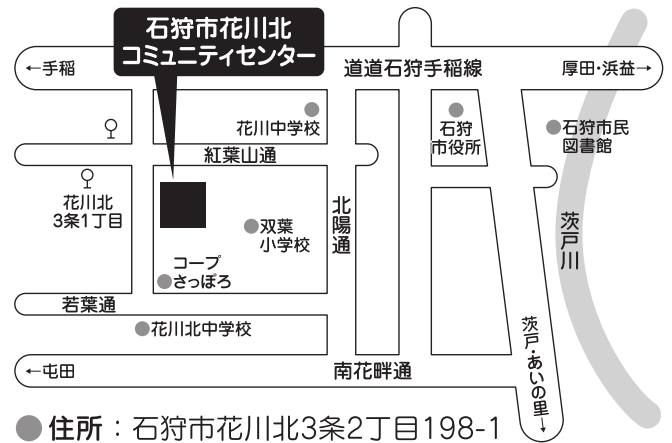 石狩市花川北
コミュニティセンター
←手稲
道道石狩手稲線
厚田・浜益→
花川中学校
石狩
市役所
石狩市民
図書館
紅葉山通
花川北
3条1丁目
双葉
小学校
北陽通
茨戸川
コープ
さっぽろ
若葉通
花川北中学校
茨戸・あいの里→
←屯田
南花畔通
●住所：石狩市花川北3条2丁目198-1